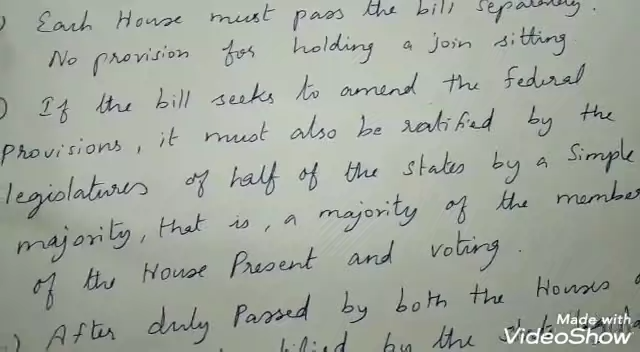 ) Each House must pass the bill separately.
No provision for holding a join sitting
) If the bill seeks to amend the federal
Provisions, it must also be ratified by the
legislatures of half of the states by a Simple
majority, that is, a majority of the member
of the House Present and voting.
) After duly Passed by both the Houses
by the
Made with
VideoShow